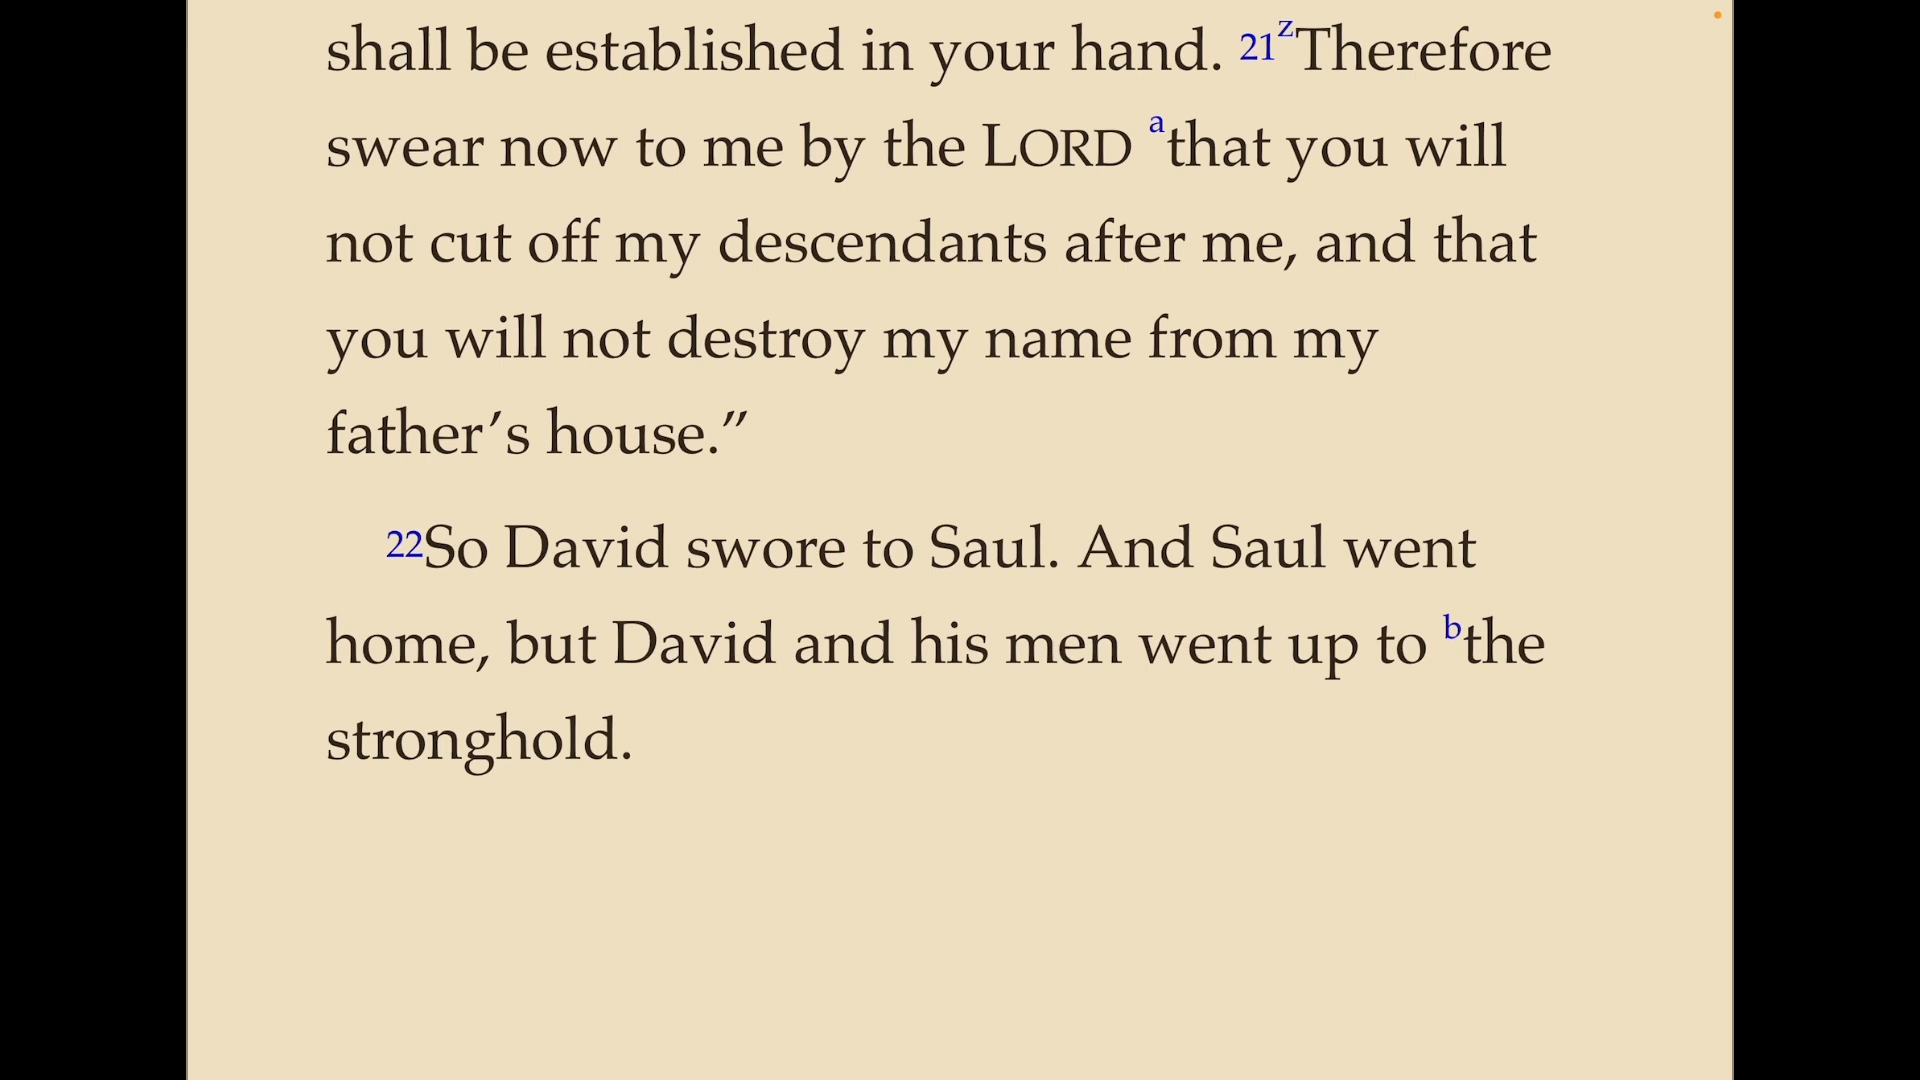 shall be established in your hand. 21zTherefore
swear now to me by the LORD athat you will
not cut off my descendants after me, and that
you will not destroy my name from my
father’s house.”
22So David swore to Saul. And Saul went
home, but David and his men went up to bthe
stronghold.